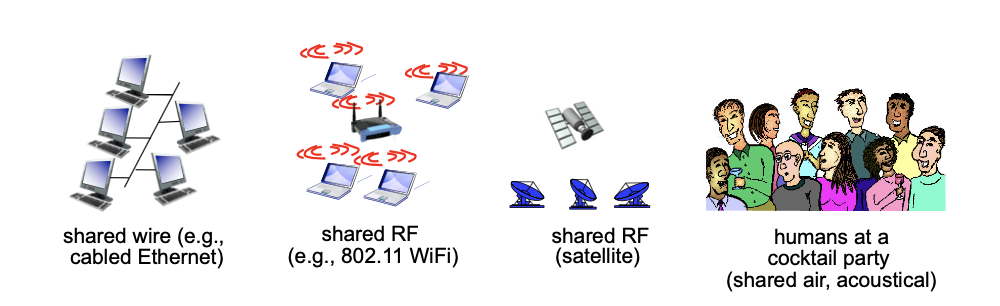 shared wire (e.g.,
cabled Ethernet)
shared RF
(e.g., 802.11 WiFi)
shared RF
(satellite)
humans at a
cocktail party
(shared air, acoustical)